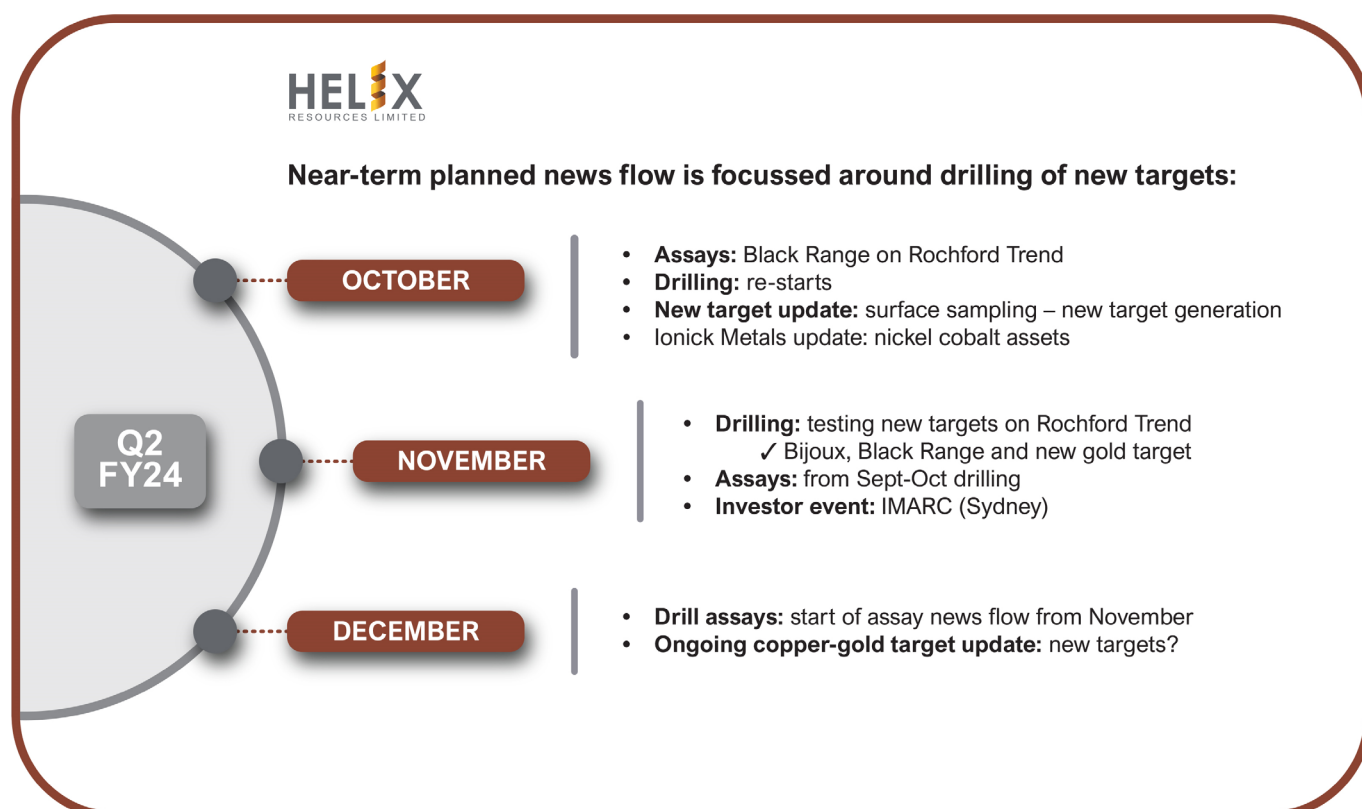 HELIX
RESOURCES LIMITED
Near-term planned news flow is focussed around drilling of new targets:
Q2
FY24
OCTOBER
• Assays: Black Range on Rochford Trend
• Drilling: re-starts
• New target update: surface sampling – new target generation
• Ionick Metals update: nickel cobalt assets
NOVEMBER
• Drilling: testing new targets on Rochford Trend
✓ Bijoux, Black Range and new gold target
• Assays: from Sept-Oct drilling
• Investor event: IMARC (Sydney)
DECEMBER
• Drill assays: start of assay news flow from November
• Ongoing copper-gold target update: new targets?